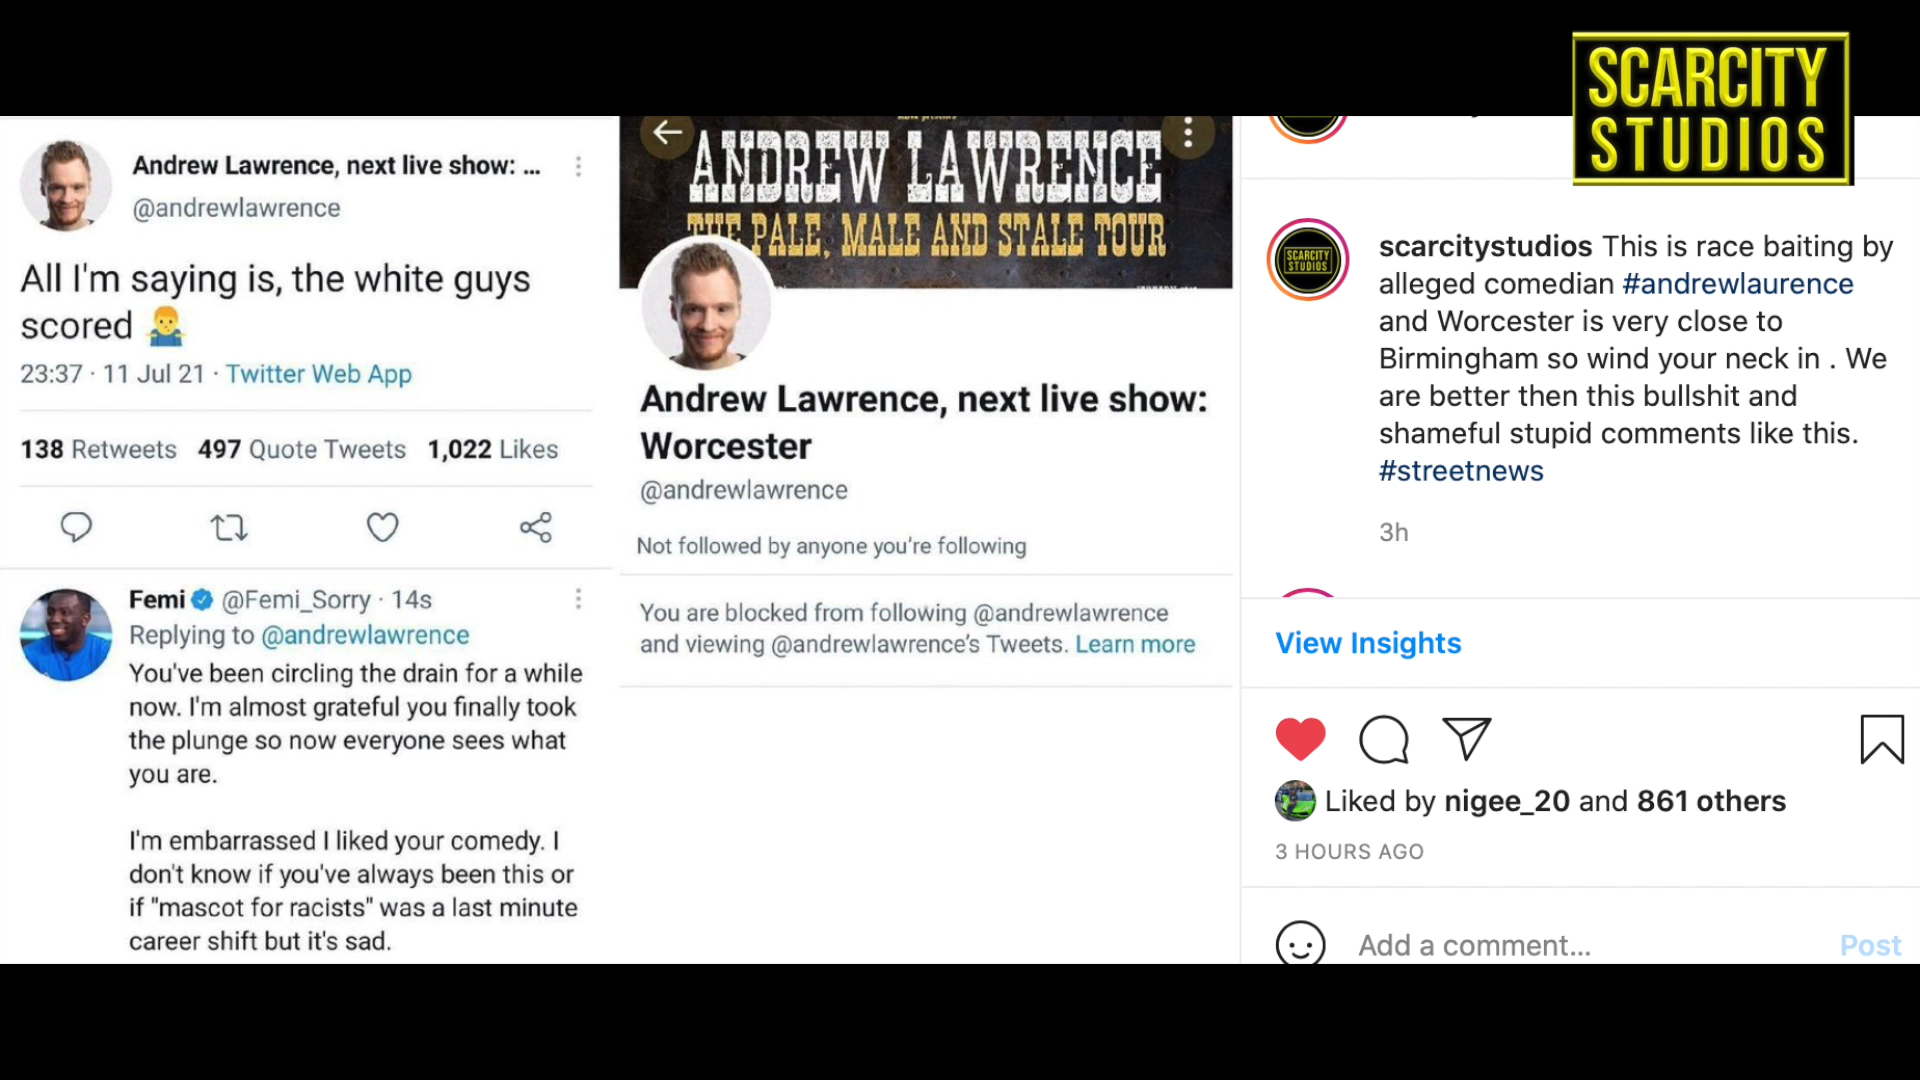 SCARCITY
STUDIOS
Andrew Lawrence, next live show: ...
@andrewlawrence
All I'm saying is, the white guys
scored 🤷‍♂️
23:37 · 11 Jul 21 · Twitter Web App
138 Retweets 497 Quote Tweets 1,022 Likes
Femi @Femi_Sorry · 14s
Replying to @andrewlawrence
You've been circling the drain for a while
now. I'm almost grateful you finally took
the plunge so now everyone sees what
you are.
I'm embarrassed I liked your comedy. I
don't know if you've always been this or
if "mascot for racists" was a last minute
career shift but it's sad.
ANDREW LAWRENCE
THE PALE, MALE AND STALE TOUR
Andrew Lawrence, next live show:
Worcester
@andrewlawrence
Not followed by anyone you're following
You are blocked from following @andrewlawrence
and viewing @andrewlawrence's Tweets. Learn more
SCARCITY
STUDIOS
scarcitystudios This is race baiting by
alleged comedian #andrewlaurence
and Worcester is very close to
Birmingham so wind your neck in . We
are better then this bullshit and
shameful stupid comments like this.
#streetnews
3h
View Insights
Liked by nigee_20 and 861 others
3 HOURS AGO
Add a comment...
Post